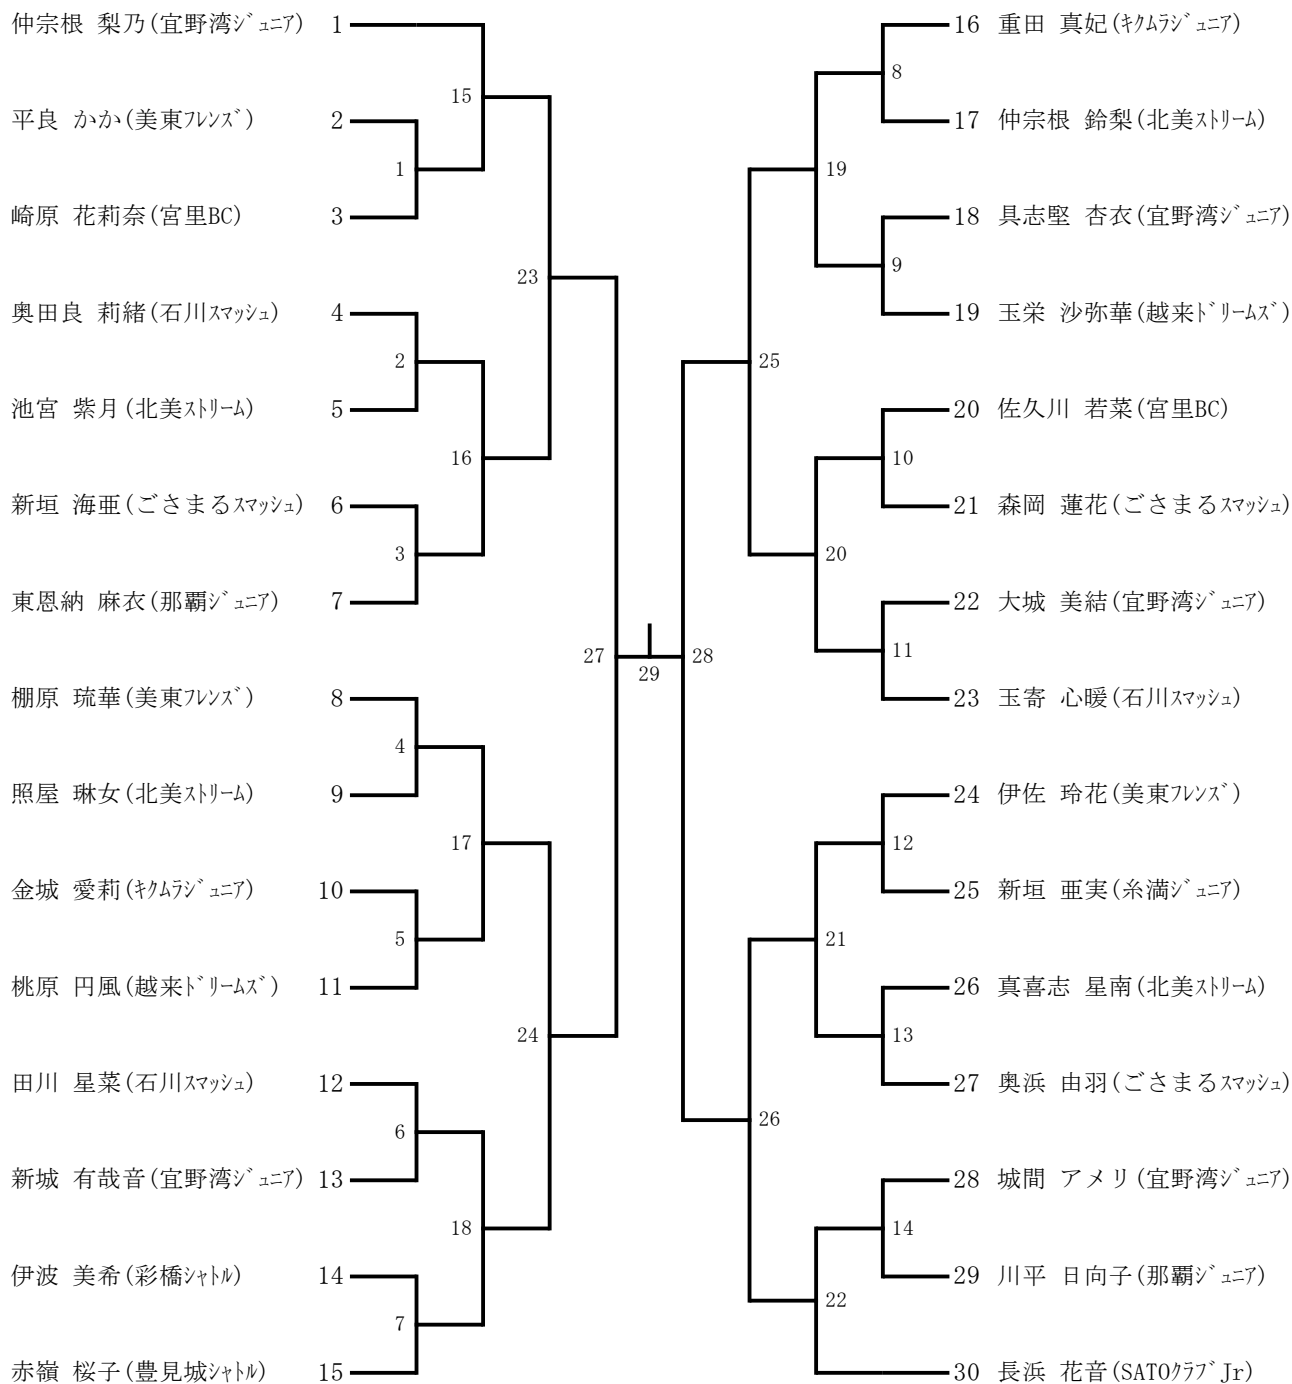 仲宗根 梨乃(宜野湾ｼﾞｭﾆｱ) 1
平良 かか(美東ﾌﾚﾝｽﾞ) 2
崎原 花莉奈(宮里BC) 3
奥田良 莉緒(石川ｽﾏｯｼｭ) 4
池宮 紫月(北美ｽﾄﾘｰﾑ) 5
新垣 海亜(ごさまるｽﾏｯｼｭ) 6
東恩納 麻衣(那覇ｼﾞｭﾆｱ) 7
棚原 琉華(美東ﾌﾚﾝｽﾞ) 8
照屋 琳女(北美ｽﾄﾘｰﾑ) 9
金城 愛莉(ｷｸﾑﾗｼﾞｭﾆｱ) 10
桃原 円風(越来ﾄﾞﾘｰﾑｽﾞ) 11
田川 星菜(石川ｽﾏｯｼｭ) 12
新城 有哉音(宜野湾ｼﾞｭﾆｱ) 13
伊波 美希(彩橋ｼｬﾄﾙ) 14
赤嶺 桜子(豊見城ｼｬﾄﾙ) 15
1
2
3
4
5
6
7
15
16
17
18
23
24
27
29
28
25
26
19
20
21
22
8
9
10
11
12
13
14
16 重田 真妃(ｷｸﾑﾗｼﾞｭﾆｱ)
17 仲宗根 鈴梨(北美ｽﾄﾘｰﾑ)
18 具志堅 杏衣(宜野湾ｼﾞｭﾆｱ)
19 玉栄 沙弥華(越来ﾄﾞﾘｰﾑｽﾞ)
20 佐久川 若菜(宮里BC)
21 森岡 蓮花(ごさまるｽﾏｯｼｭ)
22 大城 美結(宜野湾ｼﾞｭﾆｱ)
23 玉寄 心暖(石川ｽﾏｯｼｭ)
24 伊佐 玲花(美東ﾌﾚﾝｽﾞ)
25 新垣 亜実(糸満ｼﾞｭﾆｱ)
26 真喜志 星南(北美ｽﾄﾘｰﾑ)
27 奥浜 由羽(ごさまるｽﾏｯｼｭ)
28 城間 アメリ(宜野湾ｼﾞｭﾆｱ)
29 川平 日向子(那覇ｼﾞｭﾆｱ)
30 長浜 花音(SATOｸﾗﾌﾞJr)